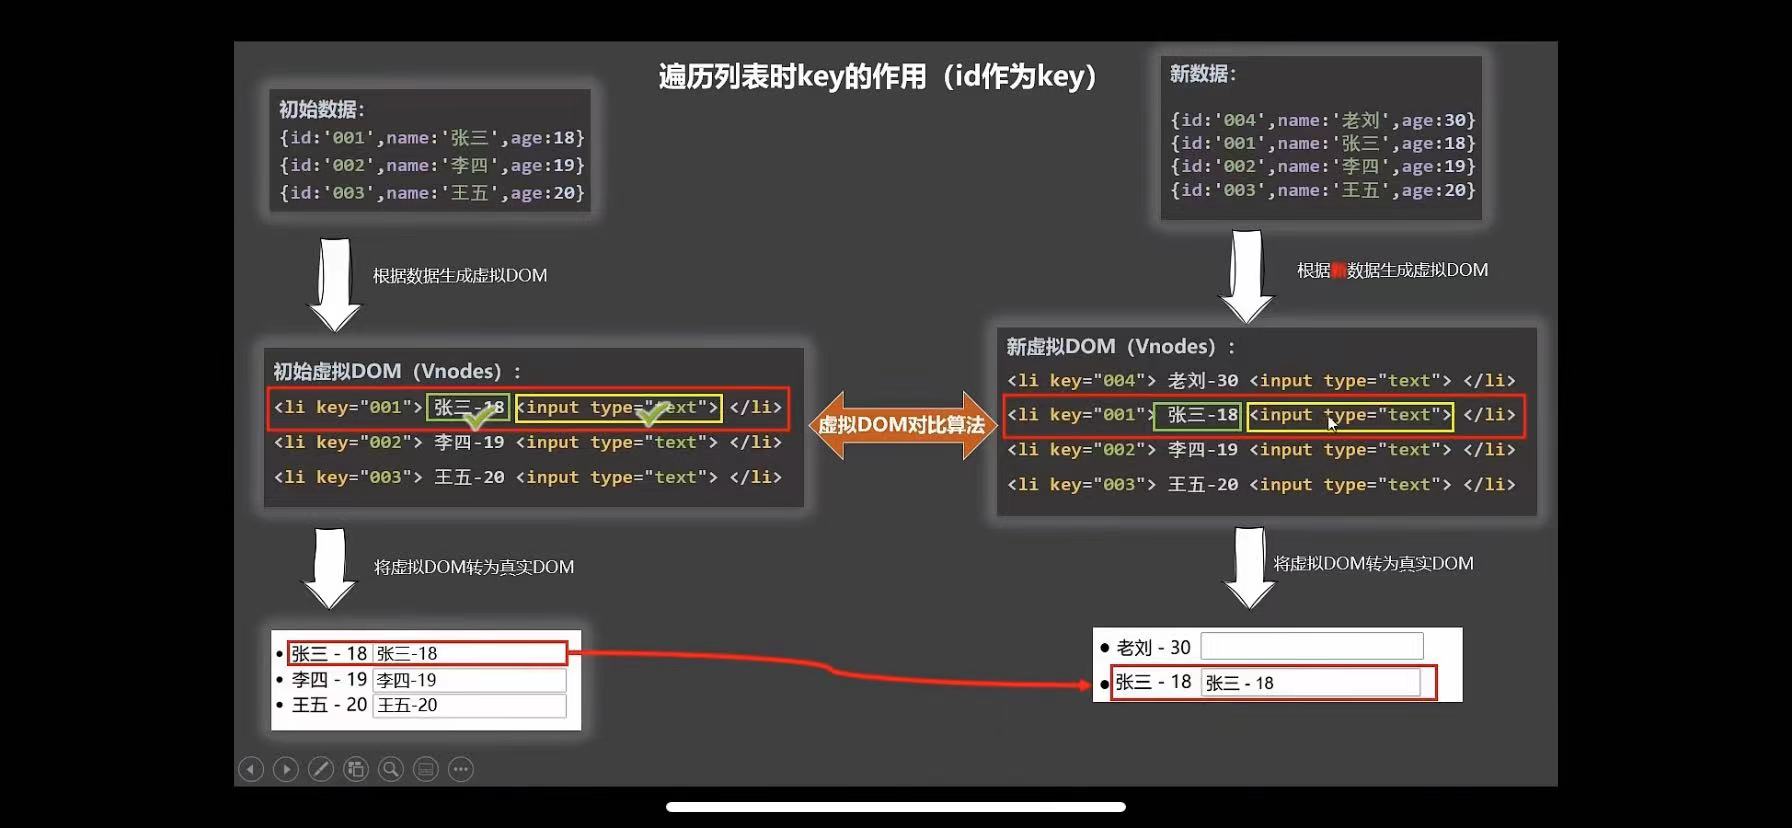 遍历列表时key的作用（id作为key）
初始数据：
{id:'001',name:'张三',age:18}
{id:'002',name:'李四',age:19}
{id:'003',name:'王五',age:20}
新数据：
{id:'004',name:'老刘',age:30}
{id:'001',name:'张三',age:18}
{id:'002',name:'李四',age:19}
{id:'003',name:'王五',age:20}
根据数据生成虚拟DOM
根据新数据生成虚拟DOM
初始虚拟DOM（Vnodes）：
<li key="001"> 张三-18 <input type="text"> </li>
<li key="002"> 李四-19 <input type="text"> </li>
<li key="003"> 王五-20 <input type="text"> </li>
虚拟DOM对比算法
新虚拟DOM（Vnodes）：
<li key="004"> 老刘-30 <input type="text"> </li>
<li key="001"> 张三-18 <input type="text"> </li>
<li key="002"> 李四-19 <input type="text"> </li>
<li key="003"> 王五-20 <input type="text"> </li>
将虚拟DOM转为真实DOM
将虚拟DOM转为真实DOM
张三 - 18 张三-18
李四 - 19 李四-19
王五 - 20 王五-20
老刘 - 30
张三 - 18 张三 - 18